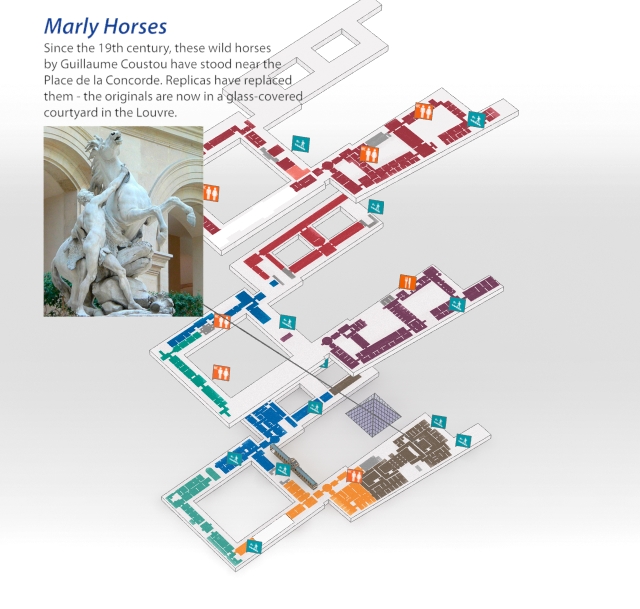 Marly Horses
Since the 19th century, these wild horses
by Guillaume Coustou have stood near the
Place de la Concorde. Replicas have replaced
them - the originals are now in a glass-covered
courtyard in the Louvre.